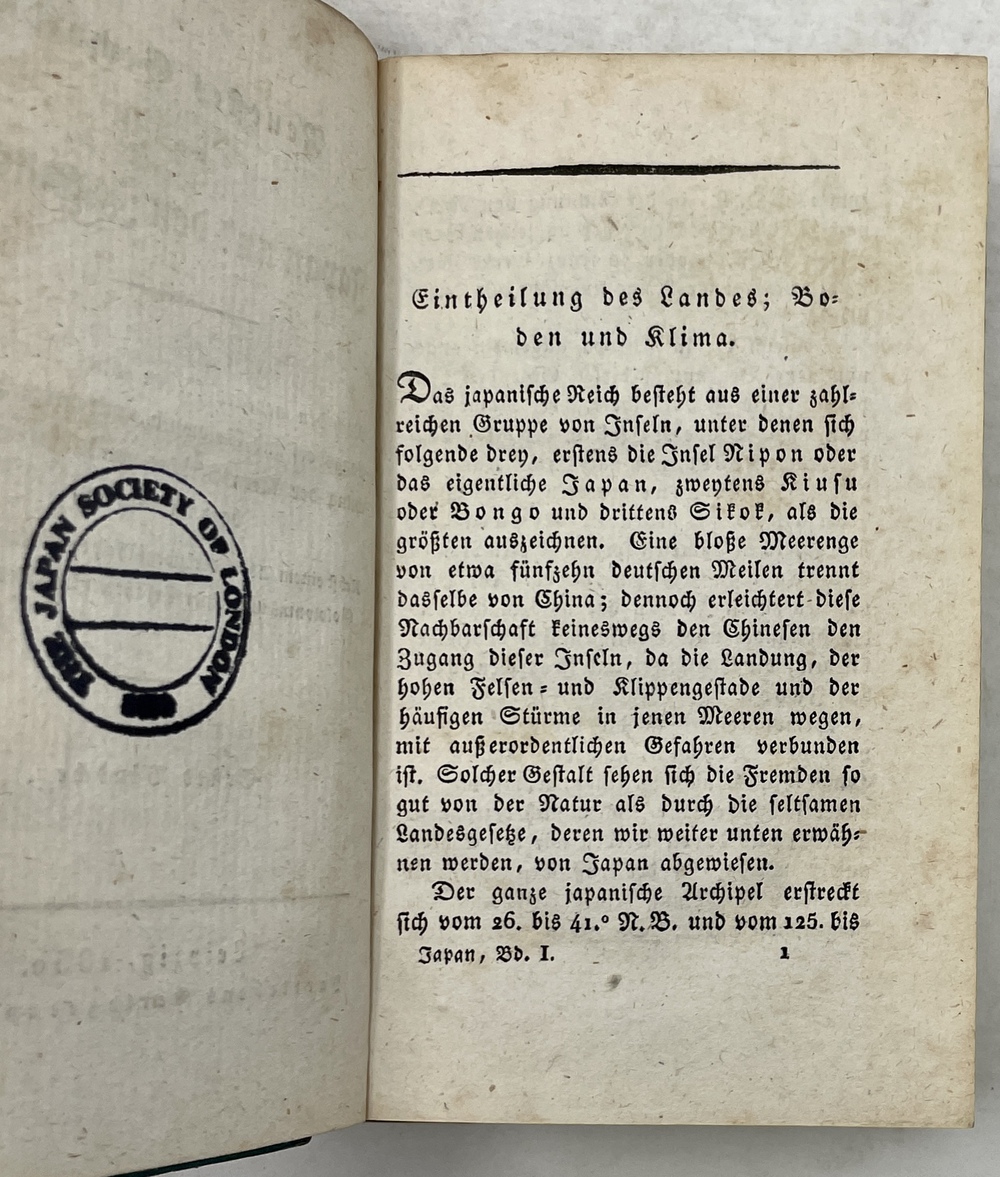 THE JAPAN SOCIETY OF LONDON
Eintheilung des Landes; Bo-
den und Klima.
Das japanische Reich besteht aus einer zahl-
reichen Gruppe von Inseln, unter denen sich
folgende drey, erstens die Insel Nipon oder
das eigentliche Japan, zweytens Kiusu
oder Bongo und drittens Sikok, als die
größten auszeichnen. Eine bloße Meerenge
von etwa fünfzehn deutschen Meilen trennt
dasselbe von China; dennoch erleichtert diese
Nachbarschaft keineswegs den Chinesen den
Zugang dieser Inseln, da die Landung, der
hohen Felsen- und Klippengestade und der
häufigen Stürme in jenen Meeren wegen,
mit außerordentlichen Gefahren verbunden
ist. Solcher Gestalt sehen sich die Fremden so
gut von der Natur als durch die seltsamen
Landesgesetze, deren wir weiter unten erwäh-
nen werden, von Japan abgewiesen.
Der ganze japanische Archipel erstreckt
sich vom 26. bis 41.° N.B. und vom 125. bis
Japan, Bd. I. 1